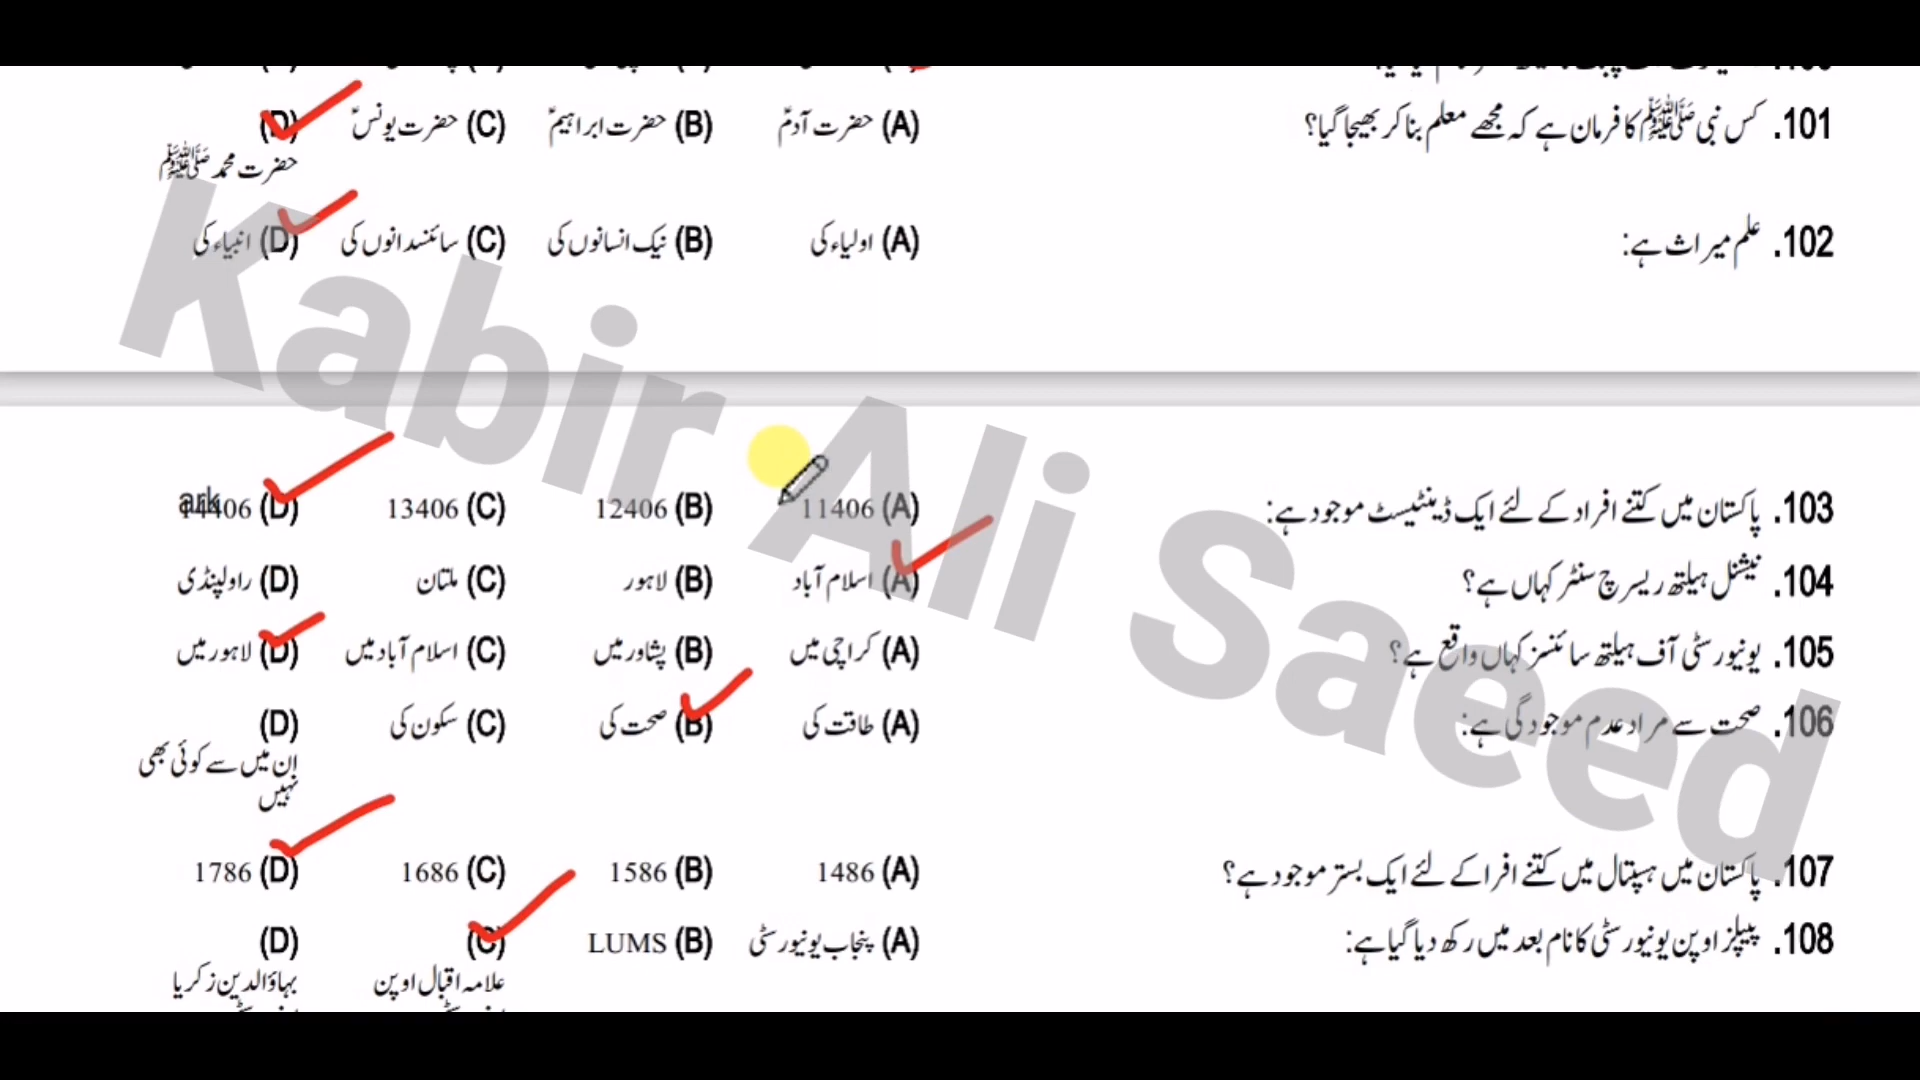 101. کس نبی ﷺ کا فرمان ہے کہ مجھے معلم بنا کر بھیجا گیا؟ (A) حضرت آدمؑ (B) حضرت ابراہیمؑ (C) حضرت یونسؑ (D)
حضرت محمد ﷺ
102. علم میراث ہے: (A) اولیاء کی (B) نیک انسانوں کی (C) سائنسدانوں کی (D) انبیاء کی
103. پاکستان میں کتنے افراد کے لئے ایک ڈینٹیسٹ موجود ہے: (A) 11406 (B) 12406 (C) 13406 (D) 14406
ark
104. نیشنل ہیلتھ ریسرچ سنٹر کہاں ہے؟ (A) اسلام آباد (B) لاہور (C) ملتان (D) راولپنڈی
105. یونیورسٹی آف ہیلتھ سائنسز کہاں واقع ہے؟ (A) کراچی میں (B) پشاور میں (C) اسلام آباد میں (D) لاہور میں
106. صحت سے مراد عدم موجودگی ہے: (A) طاقت کی (B) صحت کی (C) سکون کی (D)
ان میں سے کوئی بھی
نہیں
107. پاکستان میں ہسپتال میں کتنے افرا کے لئے ایک بستر موجود ہے؟ (A) 1486 (B) 1586 (C) 1686 (D) 1786
108. پیپلز اوپن یونیورسٹی کا نام بعد میں رکھ دیا گیا ہے: (A) پنجاب یونیورسٹی (B) LUMS (C) (D)
علامہ اقبال اوپن بہاؤالدین زکریا
Kabir Ali Saeed